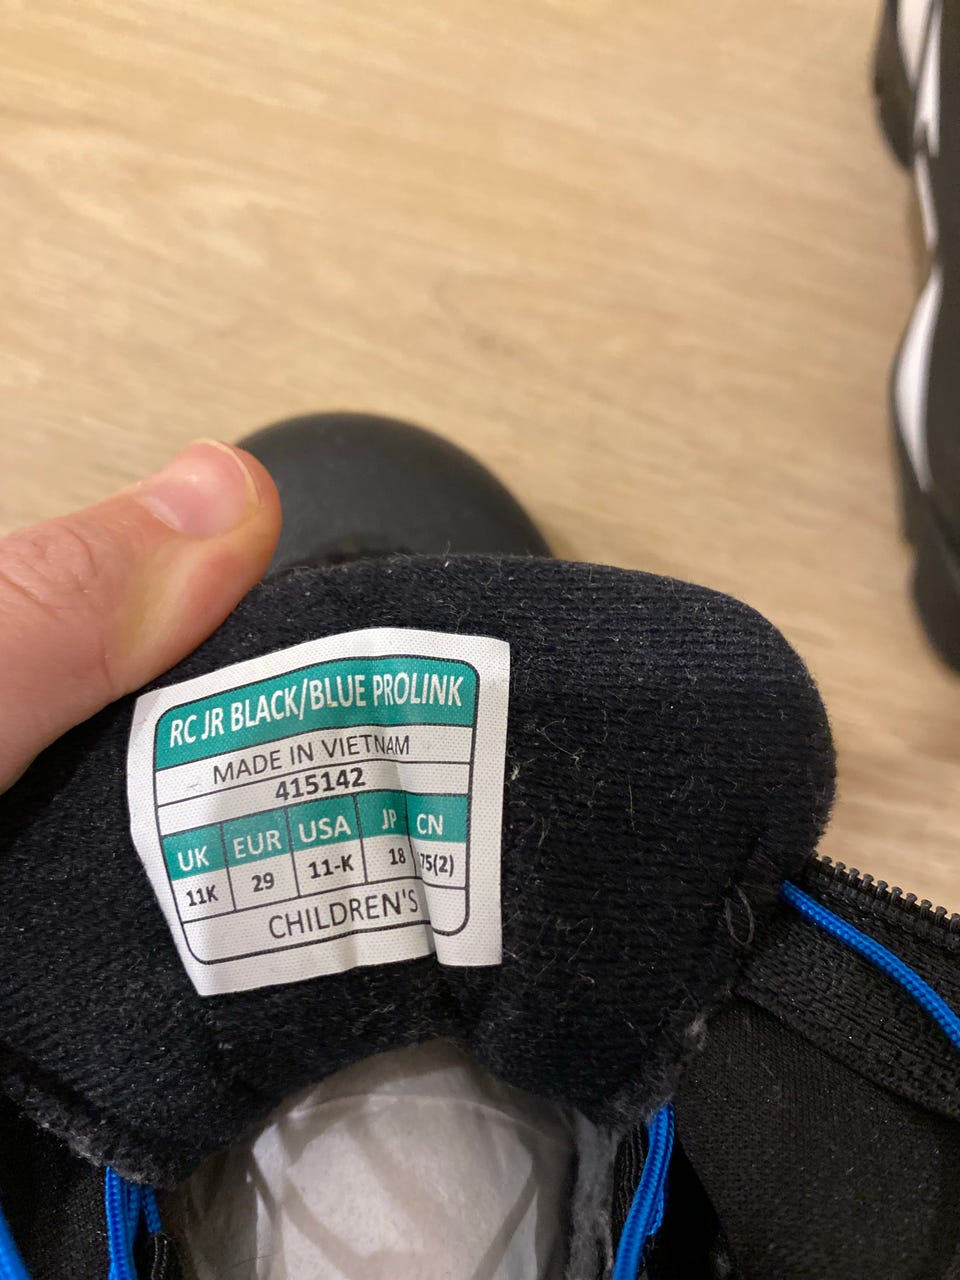 RC JR BLACK/BLUE PROLINK
MADE IN VIETNAM
415142
UK EUR USA JP CN
11K 29 11-K 18 75(2)
CHILDREN'S